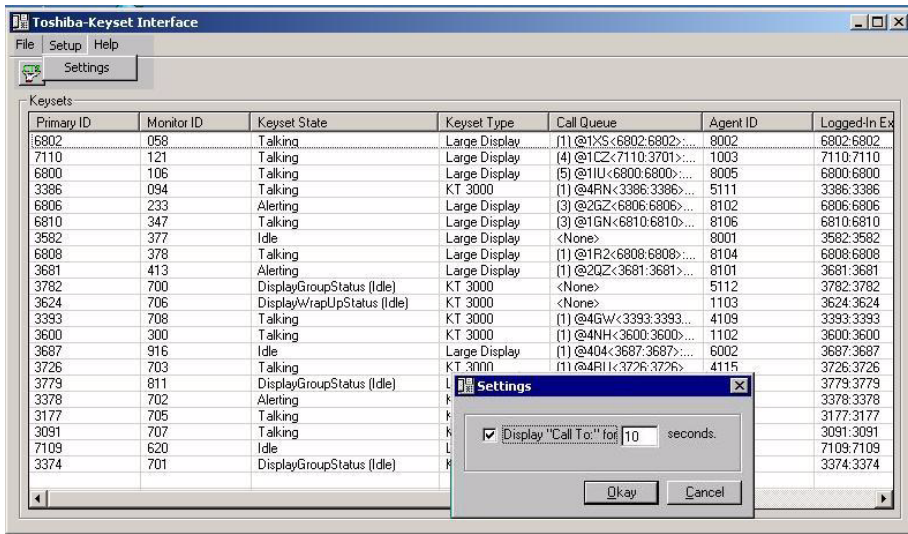 Toshiba-Keyset Interface
File Setup Help
Settings
Keysets
Primary ID Monitor ID Keyset State Keyset Type Call Queue Agent ID Logged-In Ex
6802 058 Talking Large Display (1) @1XS<6802:6802>:... 8002 6802:6802
7110 121 Talking Large Display (4) @1CZ<7110:3701>:... 1003 7110:7110
6800 106 Talking Large Display (5) @1IU<6800:6800>:... 8005 6800:6800
3386 094 Talking KT 3000 (1) @4RN<3386:3386>... 5111 3386:3386
6806 233 Alerting Large Display (3) @2GZ<6806:6806>... 8102 6806:6806
6810 347 Talking Large Display (3) @1GN<6810:6810>... 8106 6810:6810
3582 377 Idle Large Display <None> 8001 3582:3582
6808 378 Talking Large Display (1) @1R2<6808:6808>:... 8104 6808:6808
3681 413 Alerting Large Display (1) @2QZ<3681:3681>... 8101 3681:3681
3782 700 DisplayGroupStatus (Idle) KT 3000 <None> 5112 3782:3782
3624 706 DisplayWrapUpStatus (Idle) KT 3000 <None> 1103 3624:3624
3393 708 Talking KT 3000 (1) @4GW<3393:3393... 4109 3393:3393
3600 300 Talking KT 3000 (1) @4NH<3600:3600>... 1102 3600:3600
3687 916 Idle Large Display (1) @404<3687:3687>:... 6002 3687:3687
3726 703 Talking KT 3000 (1) @4BU<3726:3726> 4115 3726:3726
3779 811 DisplayGroupStatus (Idle) L 3779:3779
3378 702 Alerting K 3378:3378
3177 705 Talking K 3177:3177
3091 707 Talking K 3091:3091
7109 620 Idle L 7109:7109
3374 701 DisplayGroupStatus (Idle) K 3374:3374
Settings
Display "Call To:" for 10 seconds.
Okay Cancel